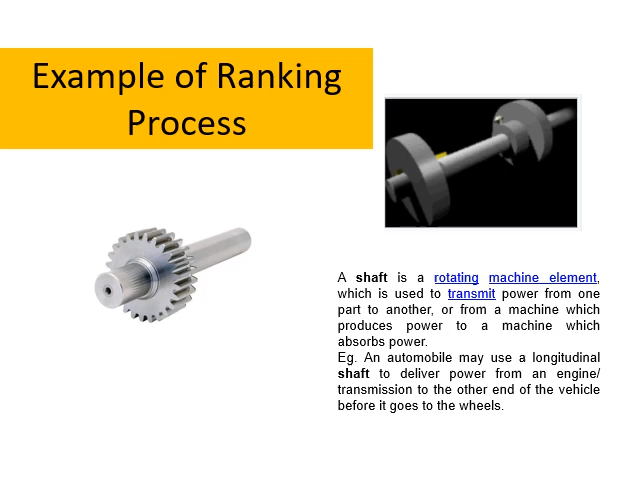 Example of Ranking
Process
A shaft is a rotating machine element,
which is used to transmit power from one
part to another, or from a machine which
produces power to a machine which
absorbs power.
Eg. An automobile may use a longitudinal
shaft to deliver power from an engine/
transmission to the other end of the vehicle
before it goes to the wheels.